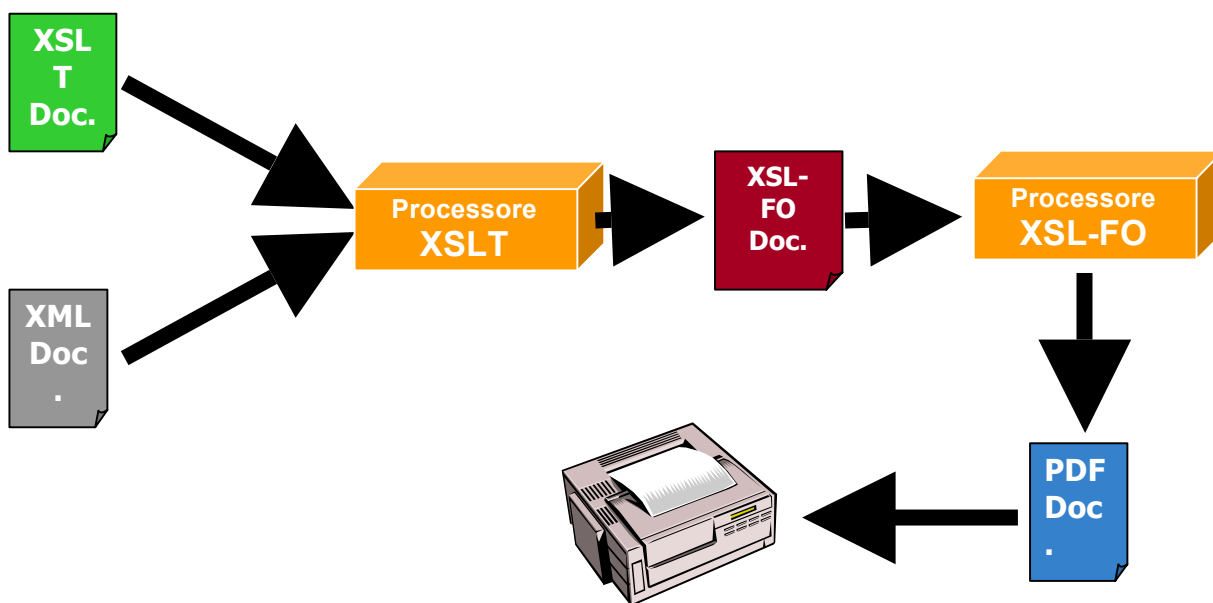 XSL
T
Doc.
XML
Doc
.
Processore
XSLT
XSL-
FO
Doc.
Processore
XSL-FO
PDF
Doc
.